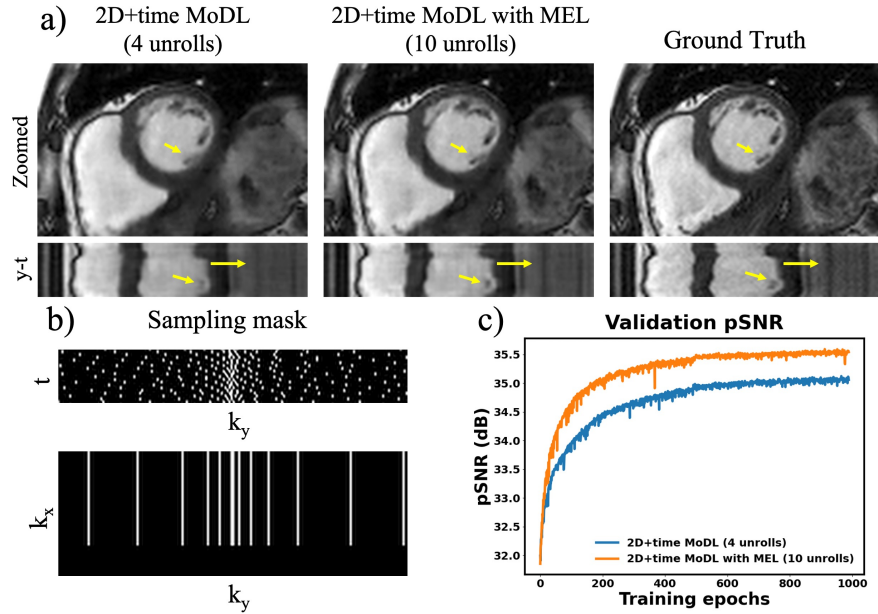 a)
2D+time MoDL
(4 unrolls)
2D+time MoDL with MEL
(10 unrolls)
Ground Truth
Zoomed
y-t
b)
Sampling mask
t
ky
kx
ky
c)
Validation pSNR
pSNR (dB)
35.5
35.0
34.5
34.0
33.5
33.0
32.5
32.0
2D+time MoDL (4 unrolls)
2D+time MoDL with MEL (10 unrolls)
0 200 400 600 800 1000
Training epochs